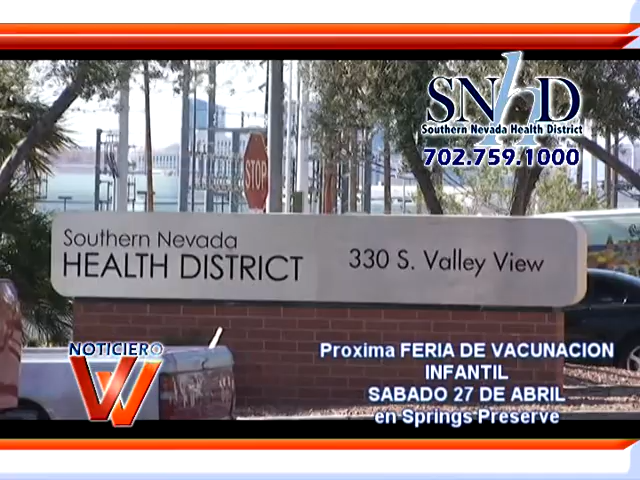 SNhD
Southern Nevada Health District
702.759.1000
STOP
Southern Nevada
HEALTH DISTRICT
330 S. Valley View
NOTICIERO
Proxima FERIA DE VACUNACION
INFANTIL
SABADO 27 DE ABRIL
en Springs Preserve